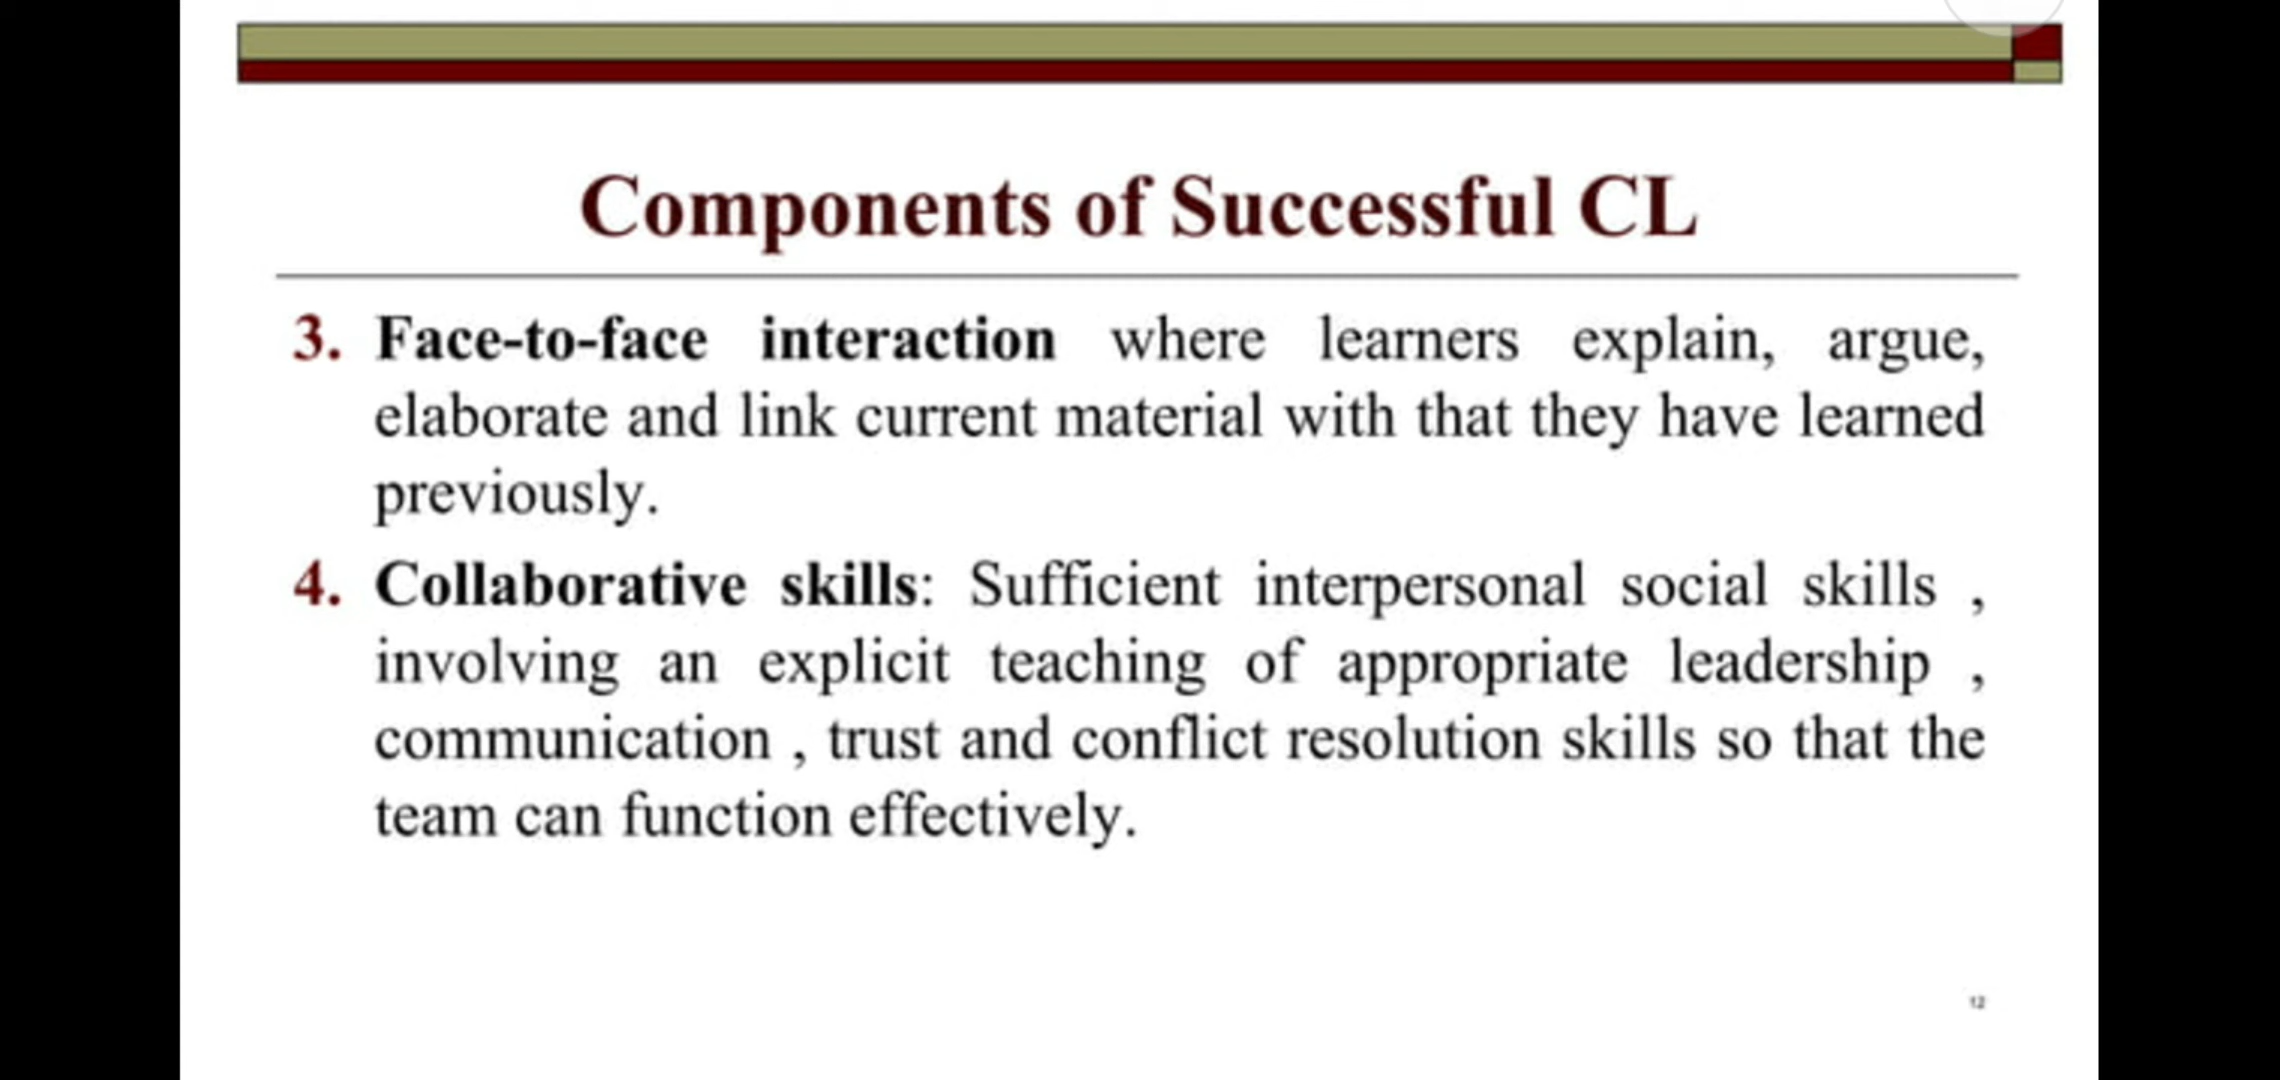 Components of Successful CL
3. Face-to-face interaction where learners explain, argue,
elaborate and link current material with that they have learned
previously.
4. Collaborative skills: Sufficient interpersonal social skills ,
involving an explicit teaching of appropriate leadership ,
communication , trust and conflict resolution skills so that the
team can function effectively.
12